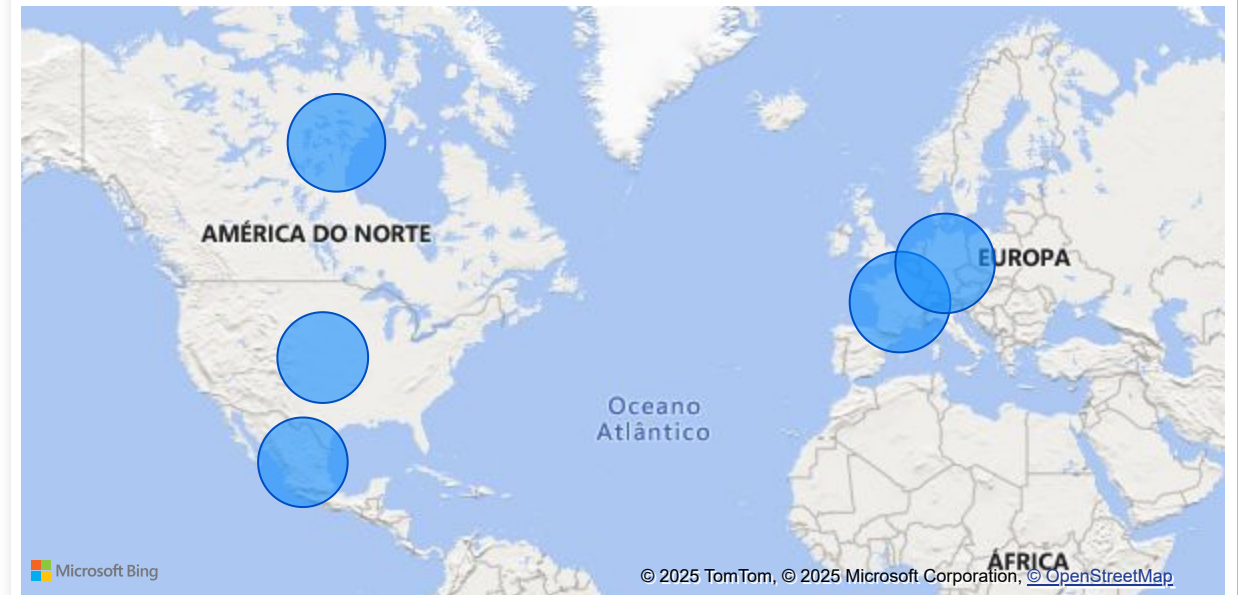 AMÉRICA DO NORTE
EUROPA
Oceano
Atlântico
ÁFRICA
Microsoft Bing
© 2025 TomTom, © 2025 Microsoft Corporation, © OpenStreetMap